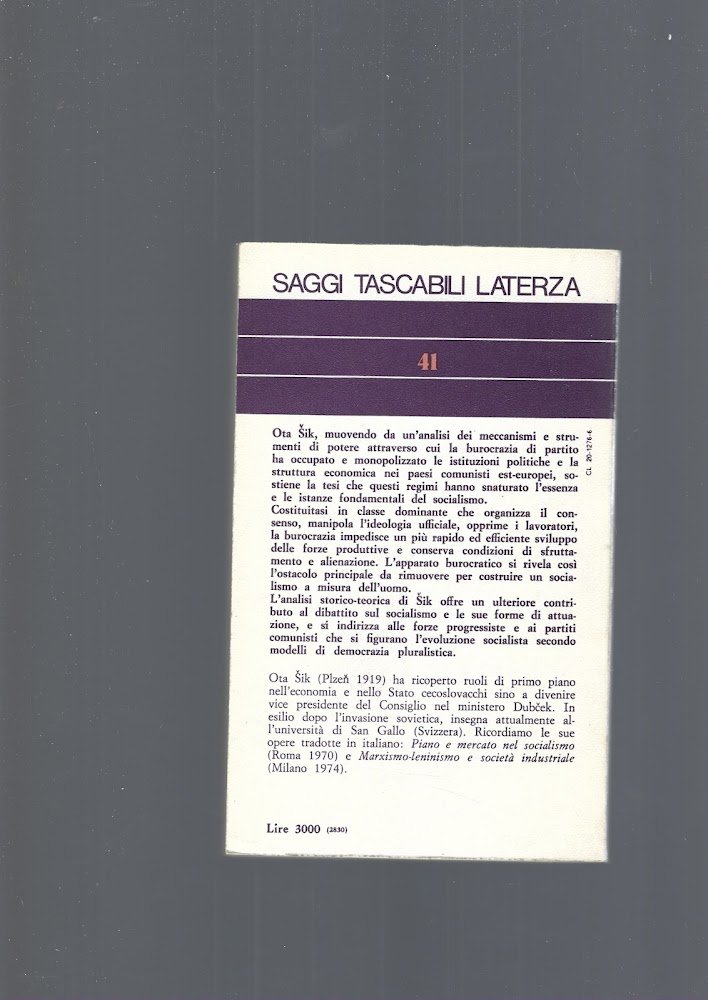 SAGGI TASCABILI LATERZA
41
Ota Šik, muovendo da un'analisi dei meccanismi e stru-
menti di potere attraverso cui la burocrazia di partito
ha occupato e monopolizzato le istituzioni politiche e la
struttura economica nei paesi comunisti est-europei, so-
stiene la tesi che questi regimi hanno snaturato l'essenza
e le istanze fondamentali del socialismo.
Costituitasi in classe dominante che organizza il con-
senso, manipola l'ideologia ufficiale, opprime i lavoratori,
la burocrazia impedisce un più rapido ed efficiente sviluppo
delle forze produttive e conserva condizioni di sfrutta-
mento e alienazione. L'apparato burocratico si rivela così
l'ostacolo principale da rimuovere per costruire un socia-
lismo a misura dell'uomo.
L'analisi storico-teorica di Šik offre un ulteriore contri-
buto al dibattito sul socialismo e le sue forme di attua-
zione, e si indirizza alle forze progressiste e ai partiti
comunisti che si figurano l'evoluzione socialista secondo
modelli di democrazia pluralistica.
CL 20-1276-6
Ota Šik (Plzeň 1919) ha ricoperto ruoli di primo piano
nell'economia e nello Stato cecoslovacchi sino a divenire
vice presidente del Consiglio nel ministero Dubček. In
esilio dopo l'invasione sovietica, insegna attualmente al-
l'università di San Gallo (Svizzera). Ricordiamo le sue
opere tradotte in italiano: Piano e mercato nel socialismo
(Roma 1970) e Marxismo-leninismo e società industriale
(Milano 1974).
Lire 3000 (2830)